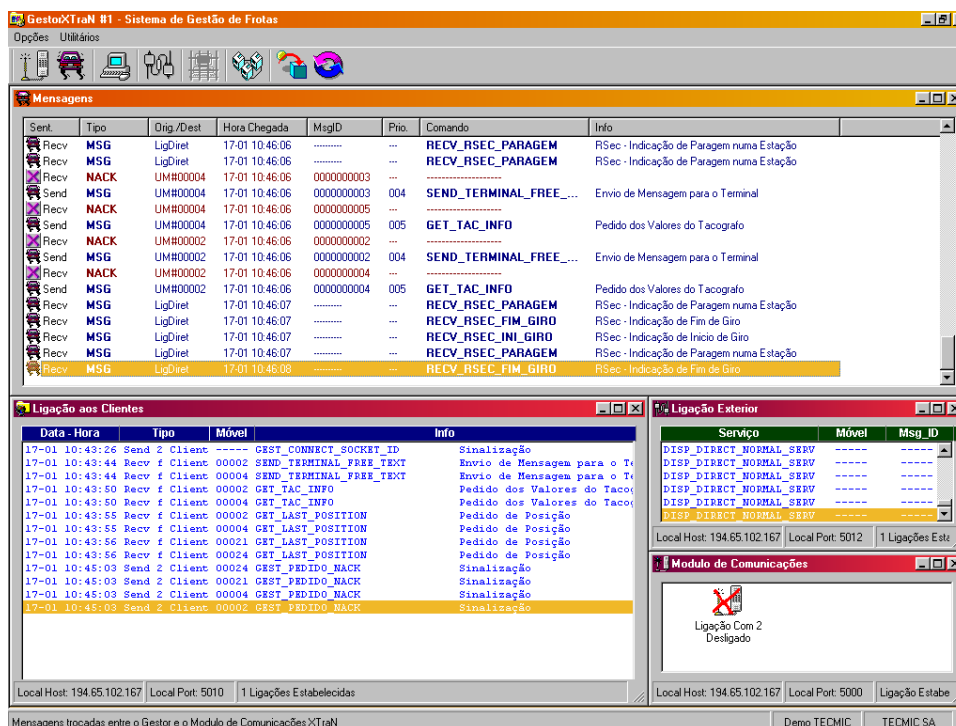 GestorXTraN #1 - Sistema de Gestão de Frotas
Opções Utilitários
Mensagens
Sent. Tipo Orig./Dest Hora Chegada MsgID Prio. Comando Info
Recv MSG LigDiret 17-01 10:46:06 --------- --- RECV_RSEC_PARAGEM RSec - Indicação de Paragem numa Estação
Recv MSG LigDiret 17-01 10:46:06 --------- --- RECV_RSEC_PARAGEM RSec - Indicação de Paragem numa Estação
Recv NACK UM#00004 17-01 10:46:06 0000000003 --- --------------------
Send MSG UM#00004 17-01 10:46:06 0000000003 004 SEND_TERMINAL_FREE_... Envio de Mensagem para o Terminal
Recv NACK UM#00004 17-01 10:46:06 0000000005 --- --------------------
Send MSG UM#00004 17-01 10:46:06 0000000005 005 GET_TAC_INFO Pedido dos Valores do Tacografo
Recv NACK UM#00002 17-01 10:46:06 0000000002 --- --------------------
Send MSG UM#00002 17-01 10:46:06 0000000002 004 SEND_TERMINAL_FREE_... Envio de Mensagem para o Terminal
Recv NACK UM#00002 17-01 10:46:06 0000000004 --- --------------------
Send MSG UM#00002 17-01 10:46:06 0000000004 005 GET_TAC_INFO Pedido dos Valores do Tacografo
Recv MSG LigDiret 17-01 10:46:07 --------- --- RECV_RSEC_PARAGEM RSec - Indicação de Paragem numa Estação
Recv MSG LigDiret 17-01 10:46:07 --------- --- RECV_RSEC_FIM_GIRO RSec - Indicação de Fim de Giro
Recv MSG LigDiret 17-01 10:46:07 --------- --- RECV_RSEC_INI_GIRO RSec - Indicação de Inicio de Giro
Recv MSG LigDiret 17-01 10:46:07 --------- --- RECV_RSEC_PARAGEM RSec - Indicação de Paragem numa Estação
Recv MSG LigDiret 17-01 10:46:08 --------- --- RECV_RSEC_FIM_GIRO RSec - Indicação de Fim de Giro
Ligação aos Clientes
Data - Hora Tipo Móvel Info
17-01 10:43:26 Send 2 Client ----- GEST_CONNECT_SOCKET_ID Sinalização
17-01 10:43:44 Recv f Client 00002 SEND_TERMINAL_FREE_TEXT Envio de Mensagem para o Te
17-01 10:43:44 Recv f Client 00004 SEND_TERMINAL_FREE_TEXT Envio de Mensagem para o Te
17-01 10:43:50 Recv f Client 00002 GET_TAC_INFO Pedido dos Valores do Tacog
17-01 10:43:50 Recv f Client 00004 GET_TAC_INFO Pedido dos Valores do Tacog
17-01 10:43:55 Recv f Client 00002 GET_LAST_POSITION Pedido de Posição
17-01 10:43:55 Recv f Client 00004 GET_LAST_POSITION Pedido de Posição
17-01 10:43:56 Recv f Client 00021 GET_LAST_POSITION Pedido de Posição
17-01 10:43:56 Recv f Client 00024 GET_LAST_POSITION Pedido de Posição
17-01 10:45:03 Send 2 Client 00024 GEST_PEDIDO_NACK Sinalização
17-01 10:45:03 Send 2 Client 00021 GEST_PEDIDO_NACK Sinalização
17-01 10:45:03 Send 2 Client 00004 GEST_PEDIDO_NACK Sinalização
17-01 10:45:03 Send 2 Client 00002 GEST_PEDIDO_NACK Sinalização
Local Host: 194.65.102.167 Local Port: 5010 1 Ligações Estabelecidas
Ligação Exterior
Serviço Móvel Msg_ID
DISP_DIRECT_NORMAL_SERV ----- -----
DISP_DIRECT_NORMAL_SERV ----- -----
DISP_DIRECT_NORMAL_SERV ----- -----
DISP_DIRECT_NORMAL_SERV ----- -----
DISP_DIRECT_NORMAL_SERV ----- -----
DISP_DIRECT_NORMAL_SERV ----- -----
Local Host: 194.65.102.167 Local Port: 5012 1 Ligações Esta
Modulo de Comunicações
Ligação Com 2
Desligado
Local Host: 194.65.102.167 Local Port: 5000 Ligação Estabe
Mensagens trocadas entre o Gestor e o Modulo de Comunicações XTraN Demo TECMIC TECMIC SA